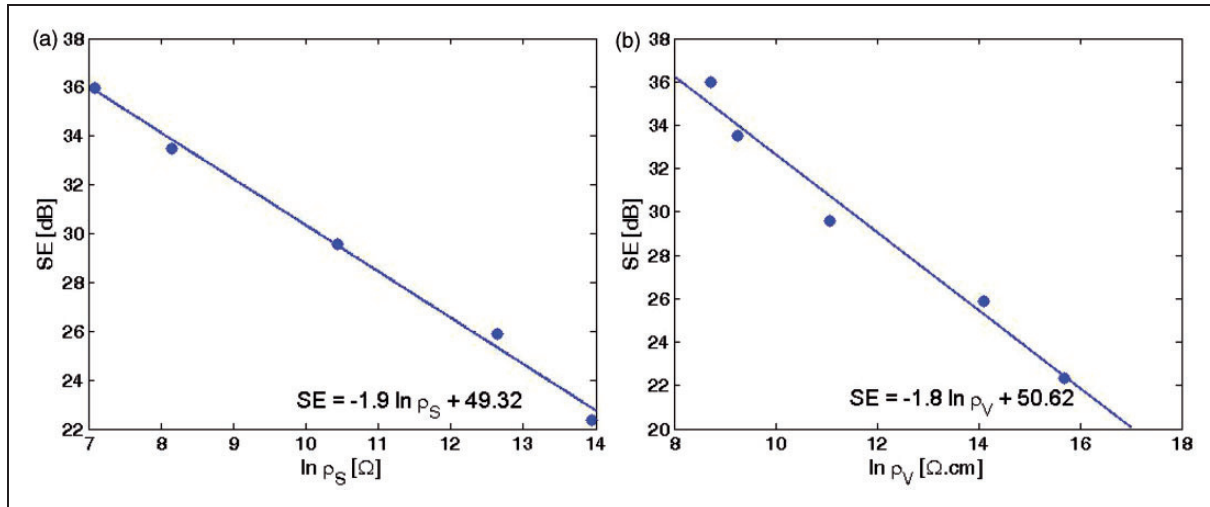 (a)
38
36
34
32
30
28
26
24
22
SE [dB]
7 8 9 10 11 12 13 14
ln ρS [Ω]
SE = -1.9 ln ρS + 49.32
(b)
38
36
34
32
30
28
26
24
22
20
SE [dB]
8 10 12 14 16 18
ln ρV [Ω.cm]
SE = -1.8 ln ρV + 50.62